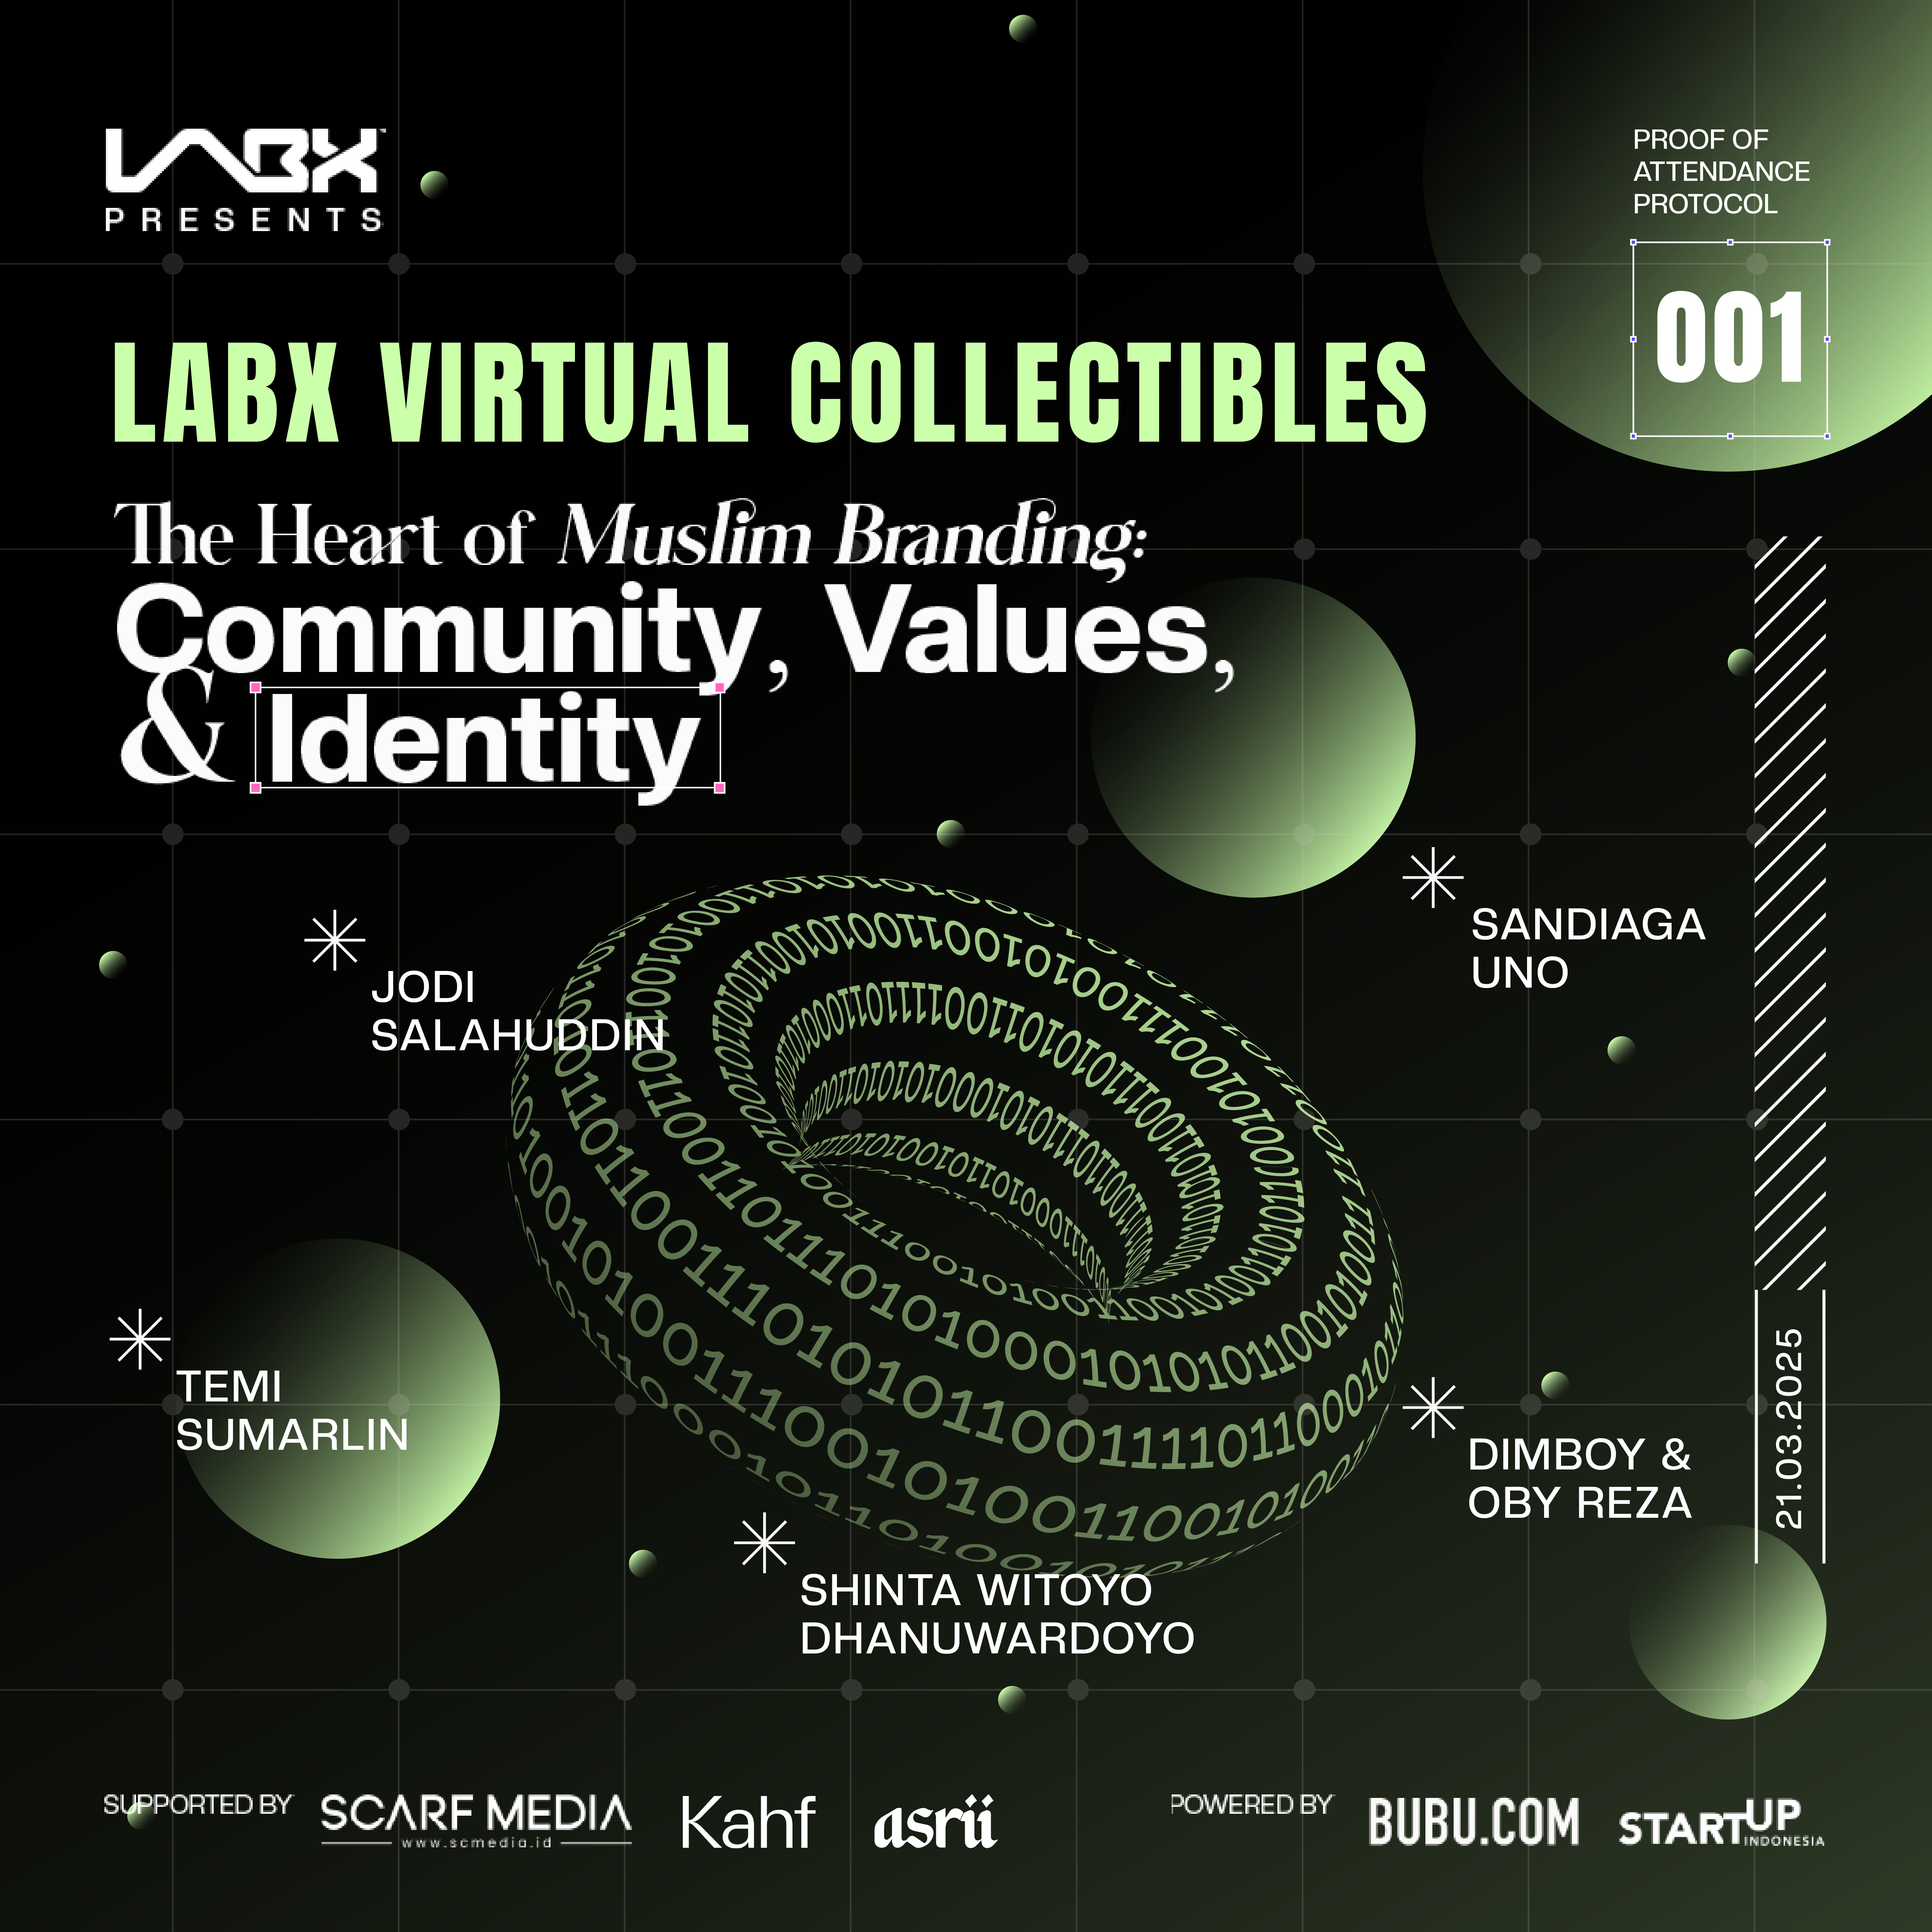 LABX
PRESENTS
PROOF OF
ATTENDANCE
PROTOCOL
001
LABX VIRTUAL COLLECTIBLES
The Heart of Muslim Branding:
Community, Values,
& Identity
SANDIAGA
UNO
JODI
SALAHUDDIN
TEMI
SUMARLIN
DIMBOY &
OBY REZA
21.03.2025
SHINTA WITOYO
DHANUWARDOYO
SUPPORTED BY
SCARF MEDIA
www.scmedia.id
Kahf
asrii
POWERED BY
BUBU.COM
STARTUP
INDONESIA